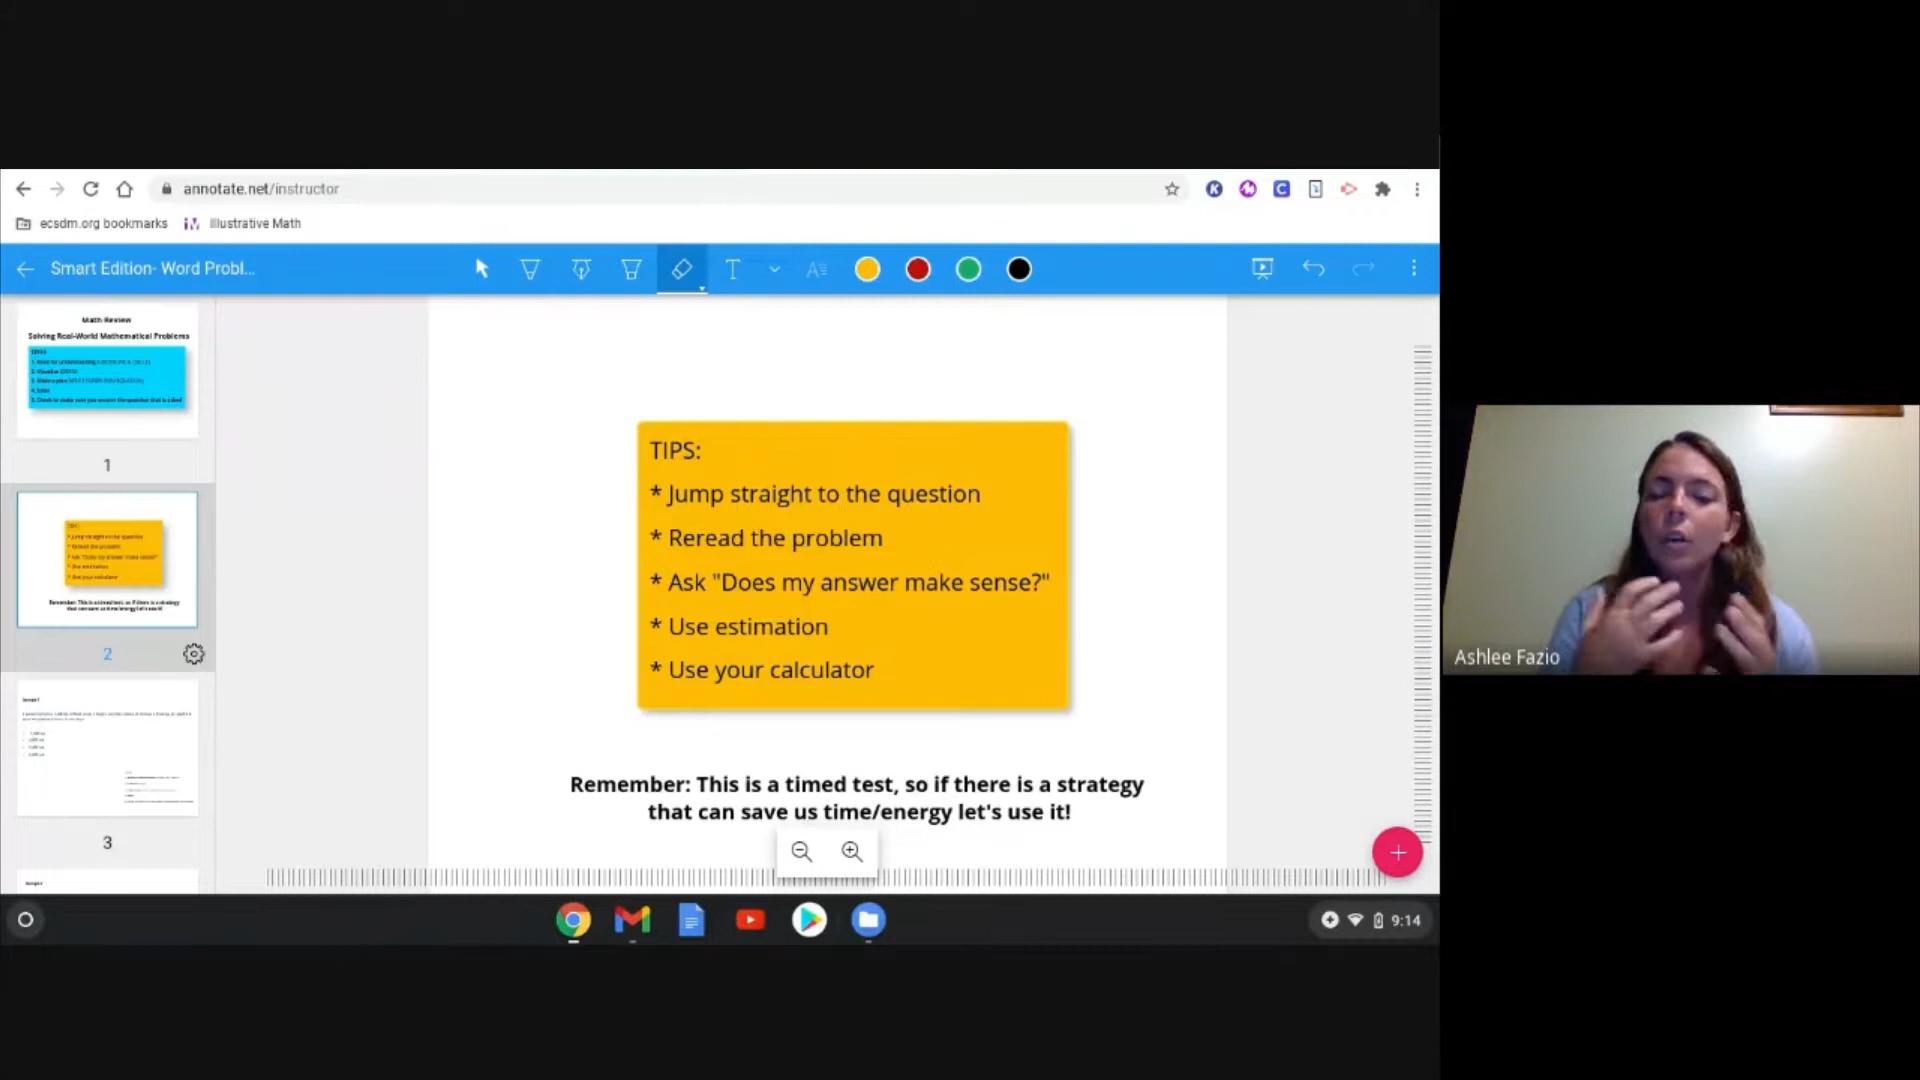 annotate.net/instructor
ecsdm.org bookmarks
Illustrative Math
Smart Edition- Word Probl...
Math Review
Solving Real-World Mathematical Problems
1
2
3
TIPS:
* Jump straight to the question
* Reread the problem
* Ask "Does my answer make sense?"
* Use estimation
* Use your calculator
Remember: This is a timed test, so if there is a strategy
that can save us time/energy let's use it!
9:14
Ashlee Fazio